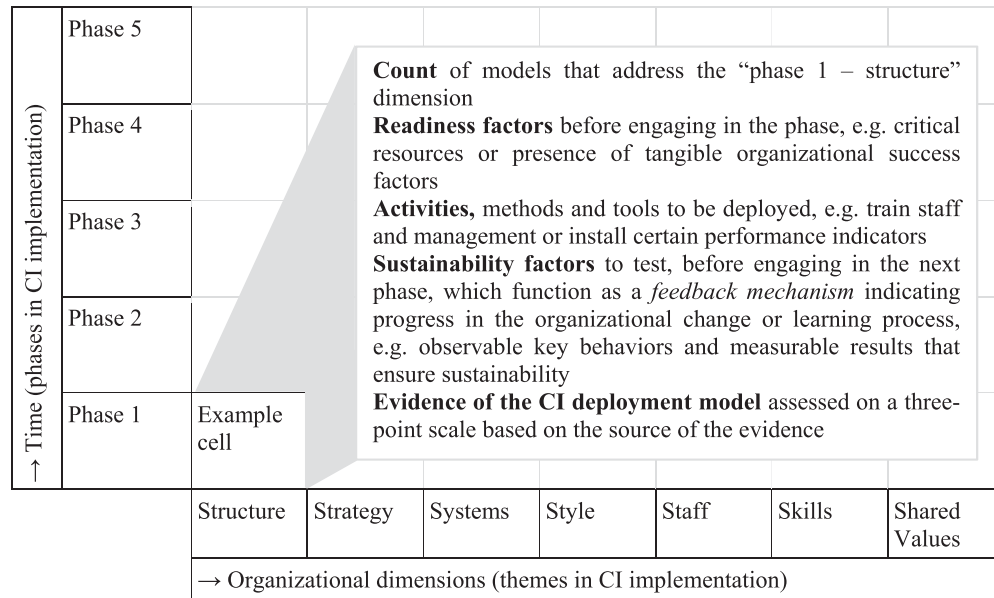 → Time (phases in CI implementation)
Phase 5
Phase 4
Phase 3
Phase 2
Phase 1
Example
cell
Count of models that address the “phase 1 – structure”
dimension
Readiness factors before engaging in the phase, e.g. critical
resources or presence of tangible organizational success
factors
Activities, methods and tools to be deployed, e.g. train staff
and management or install certain performance indicators
Sustainability factors to test, before engaging in the next
phase, which function as a feedback mechanism indicating
progress in the organizational change or learning process,
e.g. observable key behaviors and measurable results that
ensure sustainability
Evidence of the CI deployment model assessed on a three-
point scale based on the source of the evidence
Structure
Strategy
Systems
Style
Staff
Skills
Shared
Values
→ Organizational dimensions (themes in CI implementation)